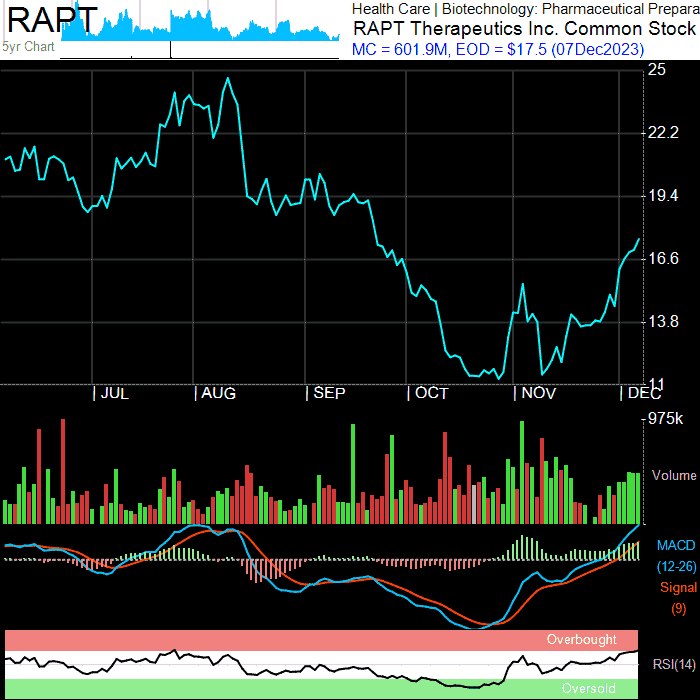 RAPT
5yr Chart
Health Care | Biotechnology: Pharmaceutical Prepara
RAPT Therapeutics Inc. Common Stock
MC = 601.9M, EOD = $17.5 (07Dec2023)
25
22.2
19.4
16.6
13.8
11
| JUL | AUG | SEP | OCT | NOV | DEC
975k
Volume
MACD
(12-26)
Signal
(9)
Overbought
RSI(14)
Oversold